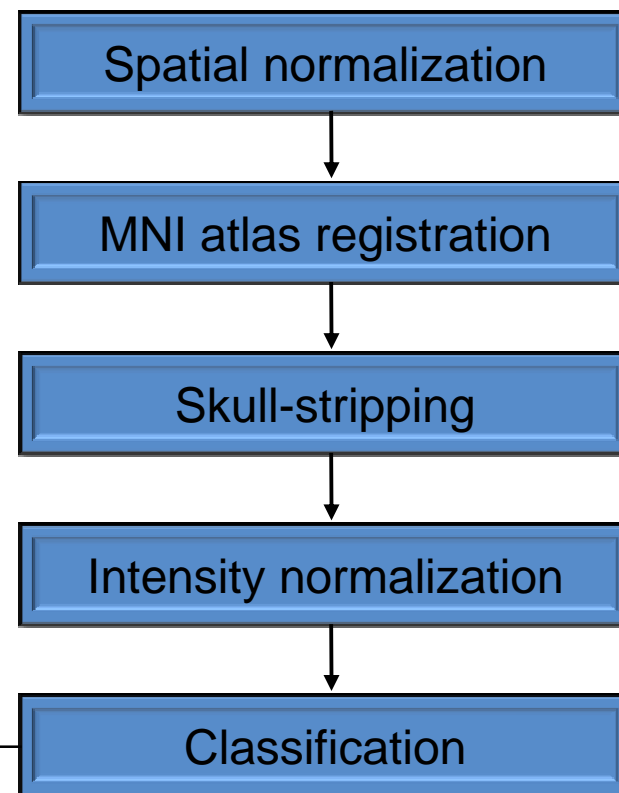 Spatial normalization
MNI atlas registration
Skull-stripping
Intensity normalization
Classification